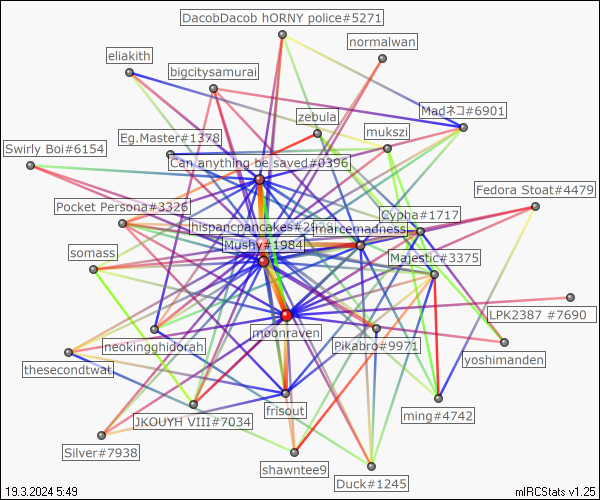 DacobDacob hORNY police#5271
normalwan
eliakith
bigcitysamurai
Madネコ#6901
zebula
mukszi
Eg.Master#1378
Swirly Boi#6154
Can anything be saved#0396
Fedora Stoat#4479
Pocket Persona#3326
Cypha#1717
marcemadness
Mushy#1984
somass
Majestic#3375
LPK2387 #7690
moonraven
neokingghidorah
Pikabro#9971
yoshimanden
thesecondtwat
frisout
ming#4742
JKOUYH VIII#7034
Silver#7938
shawntee9
Duck#1245
19.3.2024 5:49
mIRCStats v1.25